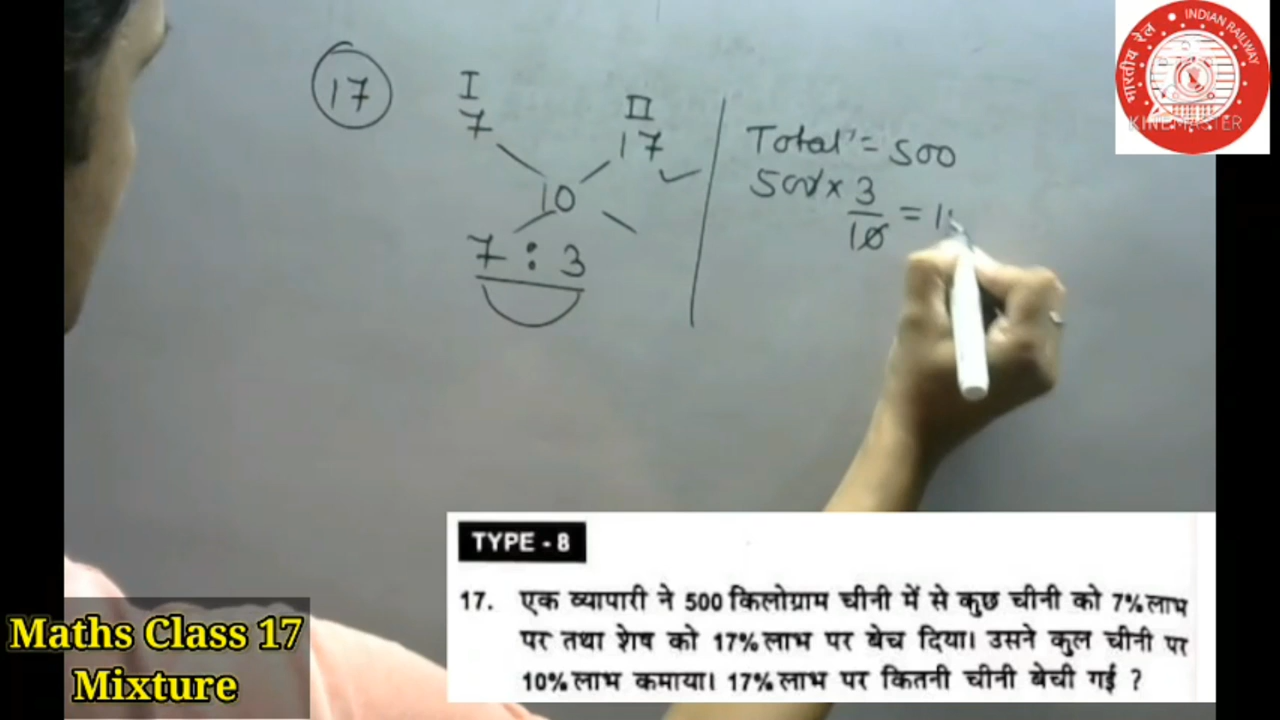 भारतीय रेल
INDIAN RAILWAY
KINEMASTER
17
I
II
7
17
10
7 : 3
Total = 500
500 × 3
10
= 1
TYPE - 8
17. एक व्यापारी ने 500 किलोग्राम चीनी में से कुछ चीनी को 7% लाभ
पर तथा शेष को 17% लाभ पर बेच दिया। उसने कुल चीनी पर
10% लाभ कमाया। 17% लाभ पर कितनी चीनी बेची गई ?
Maths Class 17
Mixture